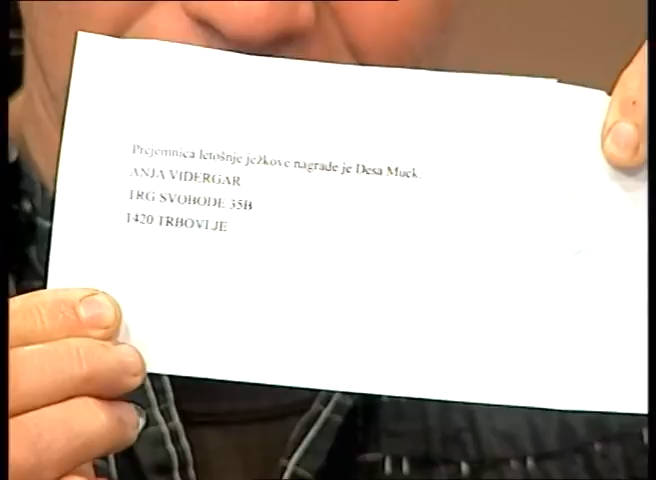 Prejemnica letošnje ježkove nagrade je Desa Muck.
ANJA VIDERGAR
TRG SVOBODE 35B
1420 TRBOVLJE